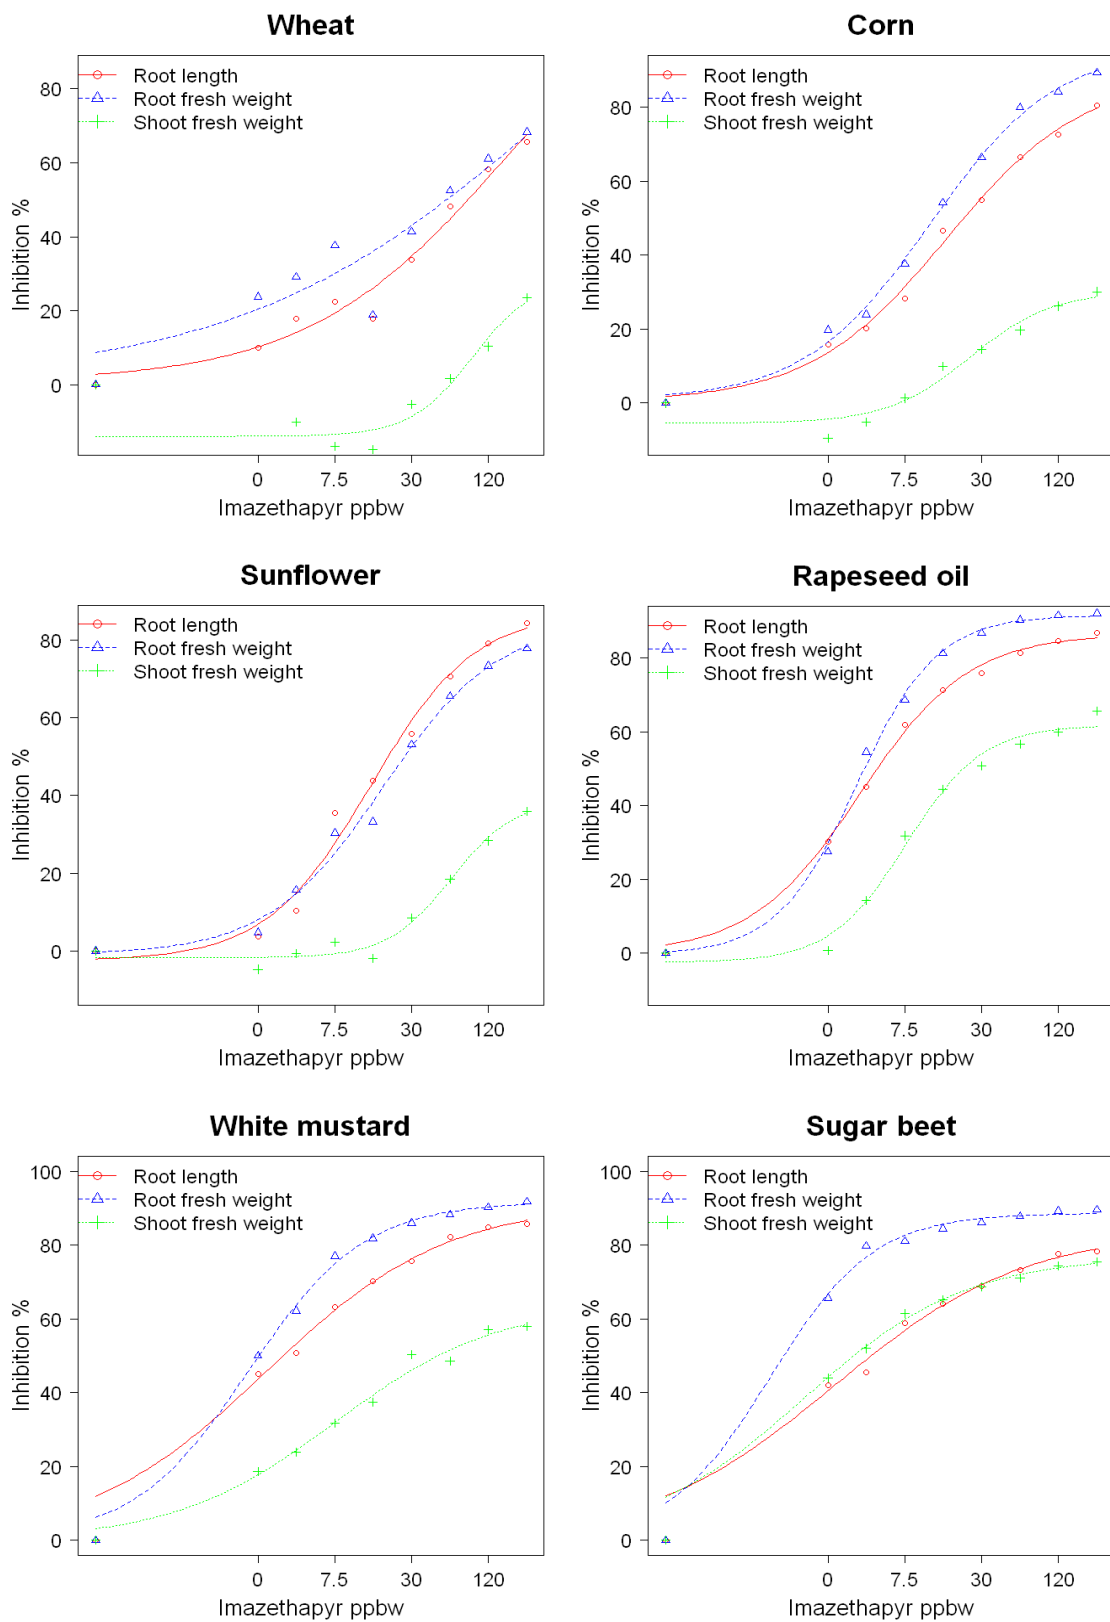 Wheat
Root length
Root fresh weight
Shoot fresh weight
Inhibition %
80
60
40
20
0
0 7.5 30 120
Imazethapyr ppbw
Corn
Root length
Root fresh weight
Shoot fresh weight
Inhibition %
80
60
40
20
0
0 7.5 30 120
Imazethapyr ppbw
Sunflower
Root length
Root fresh weight
Shoot fresh weight
Inhibition %
80
60
40
20
0
0 7.5 30 120
Imazethapyr ppbw
Rapeseed oil
Root length
Root fresh weight
Shoot fresh weight
Inhibition %
80
60
40
20
0
0 7.5 30 120
Imazethapyr ppbw
White mustard
Root length
Root fresh weight
Shoot fresh weight
Inhibition %
100
80
60
40
20
0
0 7.5 30 120
Imazethapyr ppbw
Sugar beet
Root length
Root fresh weight
Shoot fresh weight
Inhibition %
100
80
60
40
20
0
0 7.5 30 120
Imazethapyr ppbw